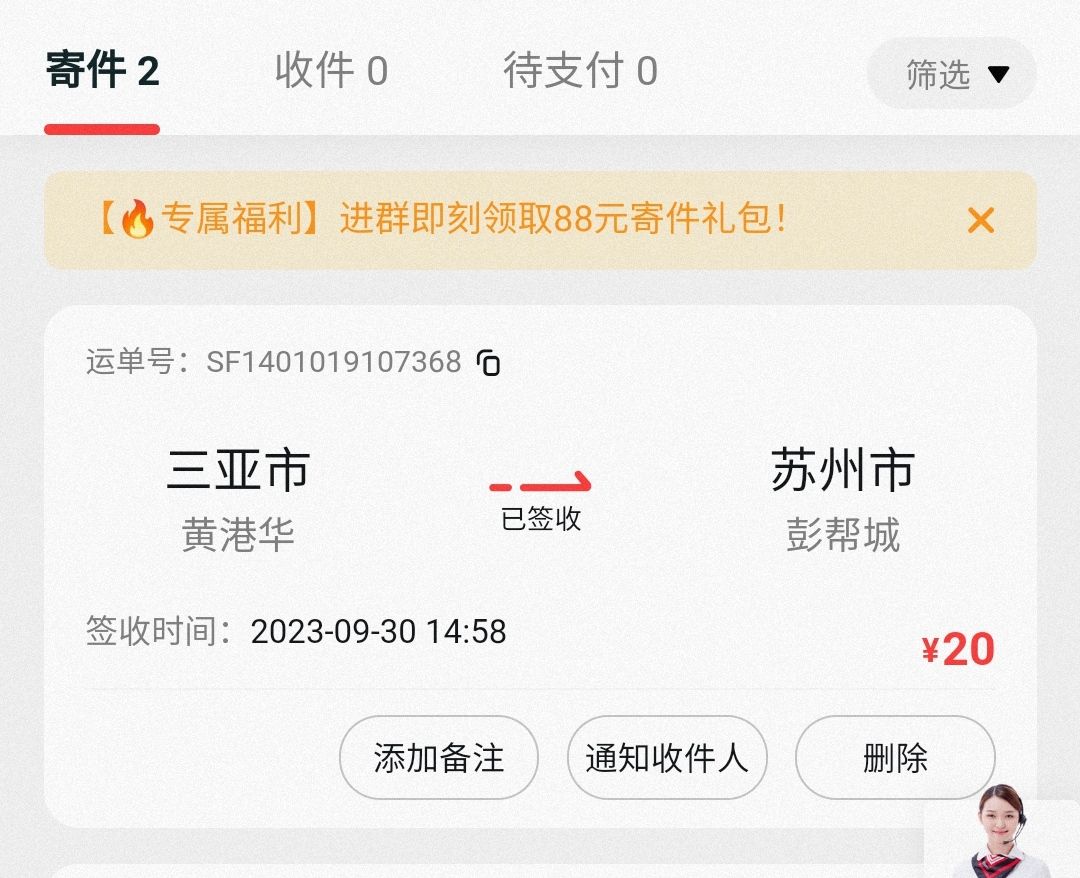 寄件 2 收件 0 待支付 0 筛选
【🔥专属福利】进群即刻领取88元寄件礼包！
运单号：SF1401019107368
三亚市 苏州市
已签收
黄港华 彭帮城
签收时间：2023-09-30 14:58
¥20
添加备注 通知收件人 删除